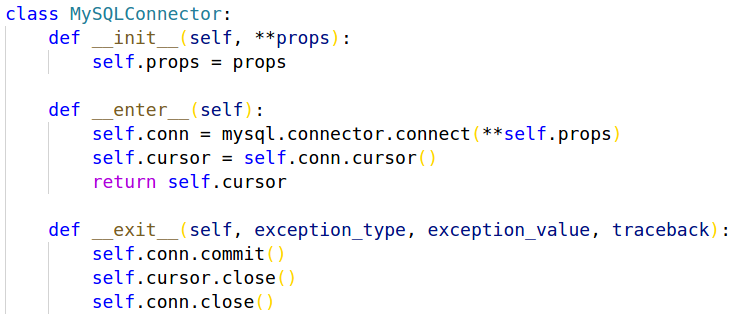 class MySQLConnector:
    def __init__(self, **props):
        self.props = props

    def __enter__(self):
        self.conn = mysql.connector.connect(**self.props)
        self.cursor = self.conn.cursor()
        return self.cursor

    def __exit__(self, exception_type, exception_value, traceback):
        self.conn.commit()
        self.cursor.close()
        self.conn.close()